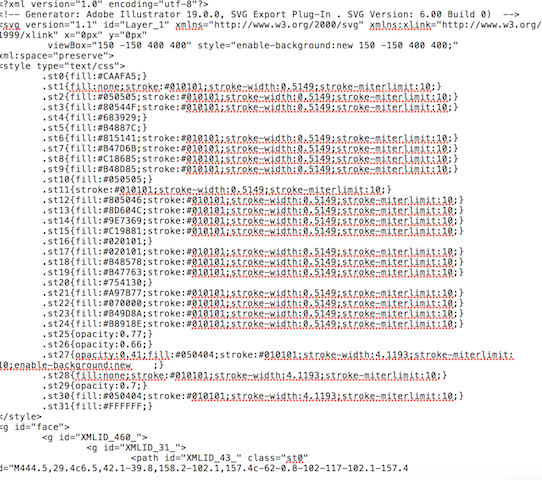 <?xml version="1.0" encoding="utf-8"?>
<!-- Generator: Adobe Illustrator 19.0.0, SVG Export Plug-In . SVG Version: 6.00 Build 0)  -->
<svg version="1.1" id="Layer_1" xmlns="http://www.w3.org/2000/svg" xmlns:xlink="http://www.w3.org/
1999/xlink" x="0px" y="0px"
viewBox="150 -150 400 400" style="enable-background:new 150 -150 400 400;"
xml:space="preserve">
<style type="text/css">
.st0{fill:#CAAFA5;}
.st1{fill:none;stroke:#010101;stroke-width:0.5149;stroke-miterlimit:10;}
.st2{fill:#050505;stroke:#010101;stroke-width:0.5149;stroke-miterlimit:10;}
.st3{fill:#80544F;stroke:#010101;stroke-width:0.5149;stroke-miterlimit:10;}
.st4{fill:#683929;}
.st5{fill:#B4887C;}
.st6{fill:#815141;stroke:#010101;stroke-width:0.5149;stroke-miterlimit:10;}
.st7{fill:#B47D6B;stroke:#010101;stroke-width:0.5149;stroke-miterlimit:10;}
.st8{fill:#C18685;stroke:#010101;stroke-width:0.5149;stroke-miterlimit:10;}
.st9{fill:#B48D85;stroke:#010101;stroke-width:0.5149;stroke-miterlimit:10;}
.st10{fill:#050505;}
.st11{stroke:#010101;stroke-width:0.5149;stroke-miterlimit:10;}
.st12{fill:#805046;stroke:#010101;stroke-width:0.5149;stroke-miterlimit:10;}
.st13{fill:#8D604C;stroke:#010101;stroke-width:0.5149;stroke-miterlimit:10;}
.st14{fill:#9E7369;stroke:#010101;stroke-width:0.5149;stroke-miterlimit:10;}
.st15{fill:#C19881;stroke:#010101;stroke-width:0.5149;stroke-miterlimit:10;}
.st16{fill:#020101;}
.st17{fill:#020101;stroke:#010101;stroke-width:0.5149;stroke-miterlimit:10;}
.st18{fill:#B48578;stroke:#010101;stroke-width:0.5149;stroke-miterlimit:10;}
.st19{fill:#B47763;stroke:#010101;stroke-width:0.5149;stroke-miterlimit:10;}
.st20{fill:#754130;}
.st21{fill:#A97B77;stroke:#010101;stroke-width:0.5149;stroke-miterlimit:10;}
.st22{fill:#070000;stroke:#010101;stroke-width:0.5149;stroke-miterlimit:10;}
.st23{fill:#B49D8A;stroke:#010101;stroke-width:0.5149;stroke-miterlimit:10;}
.st24{fill:#B8918E;stroke:#010101;stroke-width:0.5149;stroke-miterlimit:10;}
.st25{opacity:0.77;}
.st26{opacity:0.66;}
.st27{opacity:0.41;fill:#050404;stroke:#010101;stroke-width:4.1193;stroke-miterlimit:
10;enable-background:new    ;}
.st28{fill:none;stroke:#010101;stroke-width:4.1193;stroke-miterlimit:10;}
.st29{opacity:0.7;}
.st30{fill:#050404;stroke:#010101;stroke-width:4.1193;stroke-miterlimit:10;}
.st31{fill:#FFFFFF;}
</style>
<g id="face">
<g id="XMLID_460_">
<g id="XMLID_31_">
<path id="XMLID_43_" class="st0"
d="M444.5,29.4c6.5,42.1-39.8,158.2-102.1,157.4c-62-0.8-102-117-102.1-157.4